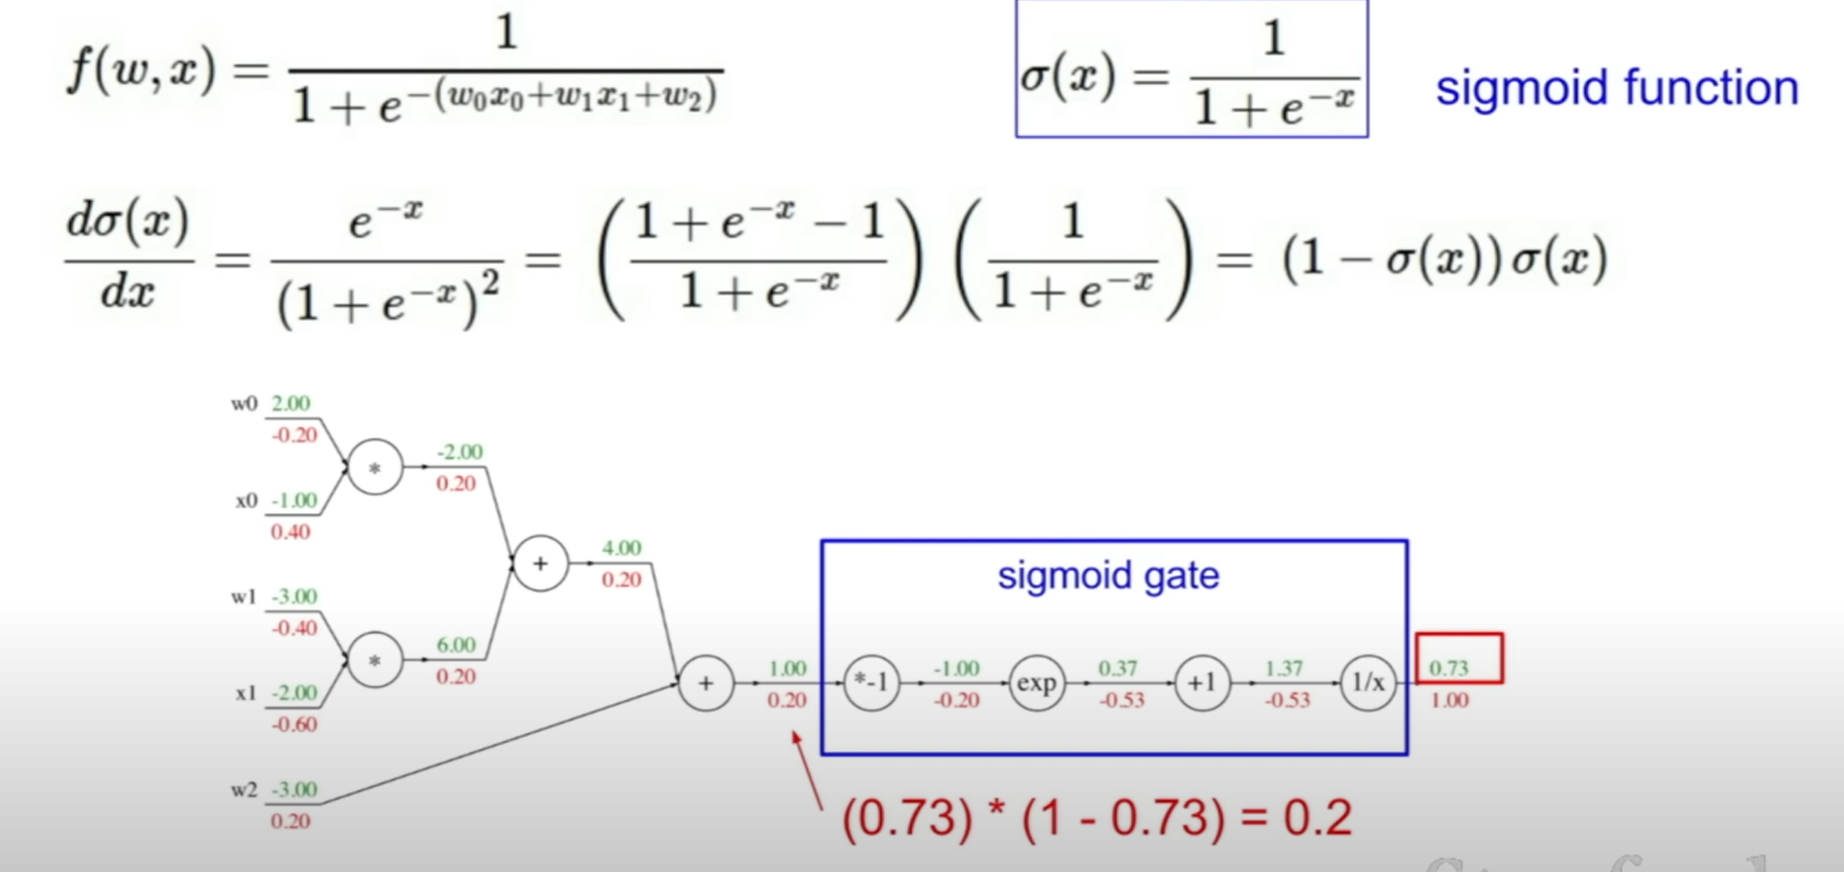 f(w, x) = 1 / (1 + e^−(w₀x₀+w₁x₁+w₂))
σ(x) = 1 / (1 + e^−x)
sigmoid function
dσ(x)/dx = e^−x / (1 + e^−x)² = ((1 + e^−x − 1) / (1 + e^−x)) (1 / (1 + e^−x)) = (1 − σ(x)) σ(x)
w0 2.00
-0.20
*
-2.00
0.20
x0 -1.00
0.40
+
4.00
0.20
w1 -3.00
-0.40
*
6.00
0.20
x1 -2.00
-0.60
w2 -3.00
0.20
sigmoid gate
+ 1.00 *-1 -1.00 exp 0.37 +1 1.37 1/x 0.73
0.20 -0.20 -0.53 -0.53 1.00
(0.73) * (1 - 0.73) = 0.2